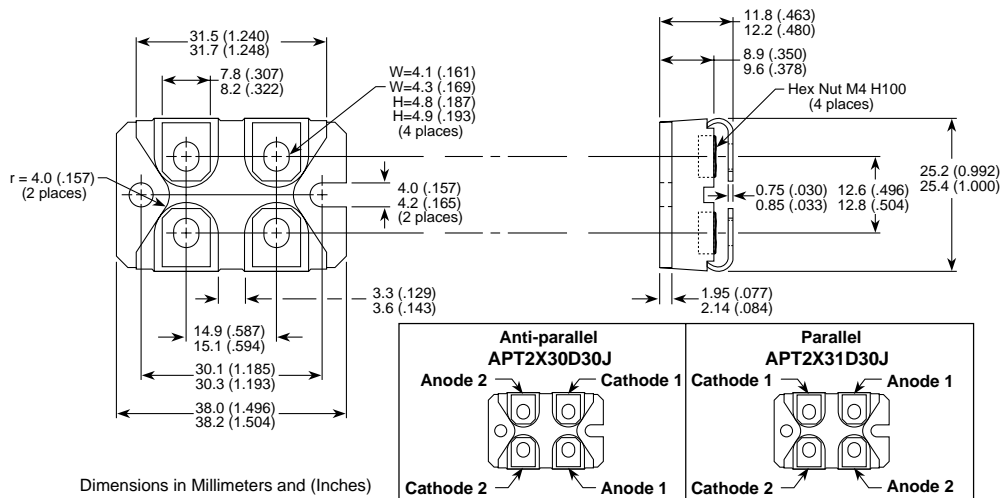 31.5 (1.240)
31.7 (1.248)
7.8 (.307)
8.2 (.322)
W=4.1 (.161)
W=4.3 (.169)
H=4.8 (.187)
H=4.9 (.193)
(4 places)
r = 4.0 (.157)
(2 places)
4.0 (.157)
4.2 (.165)
(2 places)
3.3 (.129)
3.6 (.143)
14.9 (.587)
15.1 (.594)
30.1 (1.185)
30.3 (1.193)
38.0 (1.496)
38.2 (1.504)
Dimensions in Millimeters and (Inches)
11.8 (.463)
12.2 (.480)
8.9 (.350)
9.6 (.378)
Hex Nut M4 H100
(4 places)
25.2 (0.992)
25.4 (1.000)
0.75 (.030)
0.85 (.033)
12.6 (.496)
12.8 (.504)
1.95 (.077)
2.14 (.084)
Anti-parallel
APT2X30D30J
Anode 2
Cathode 1
Cathode 2
Anode 1
Parallel
APT2X31D30J
Cathode 1
Anode 1
Cathode 2
Anode 2